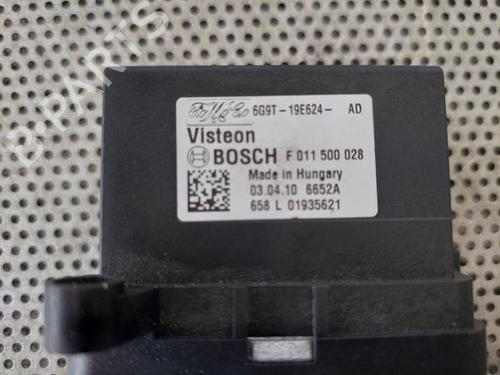 6G9T-19E624- AD
Visteon
BOSCH F 011 500 028
Made in Hungary
03.04.10 6652A
658 L 01935621
B-PARTS